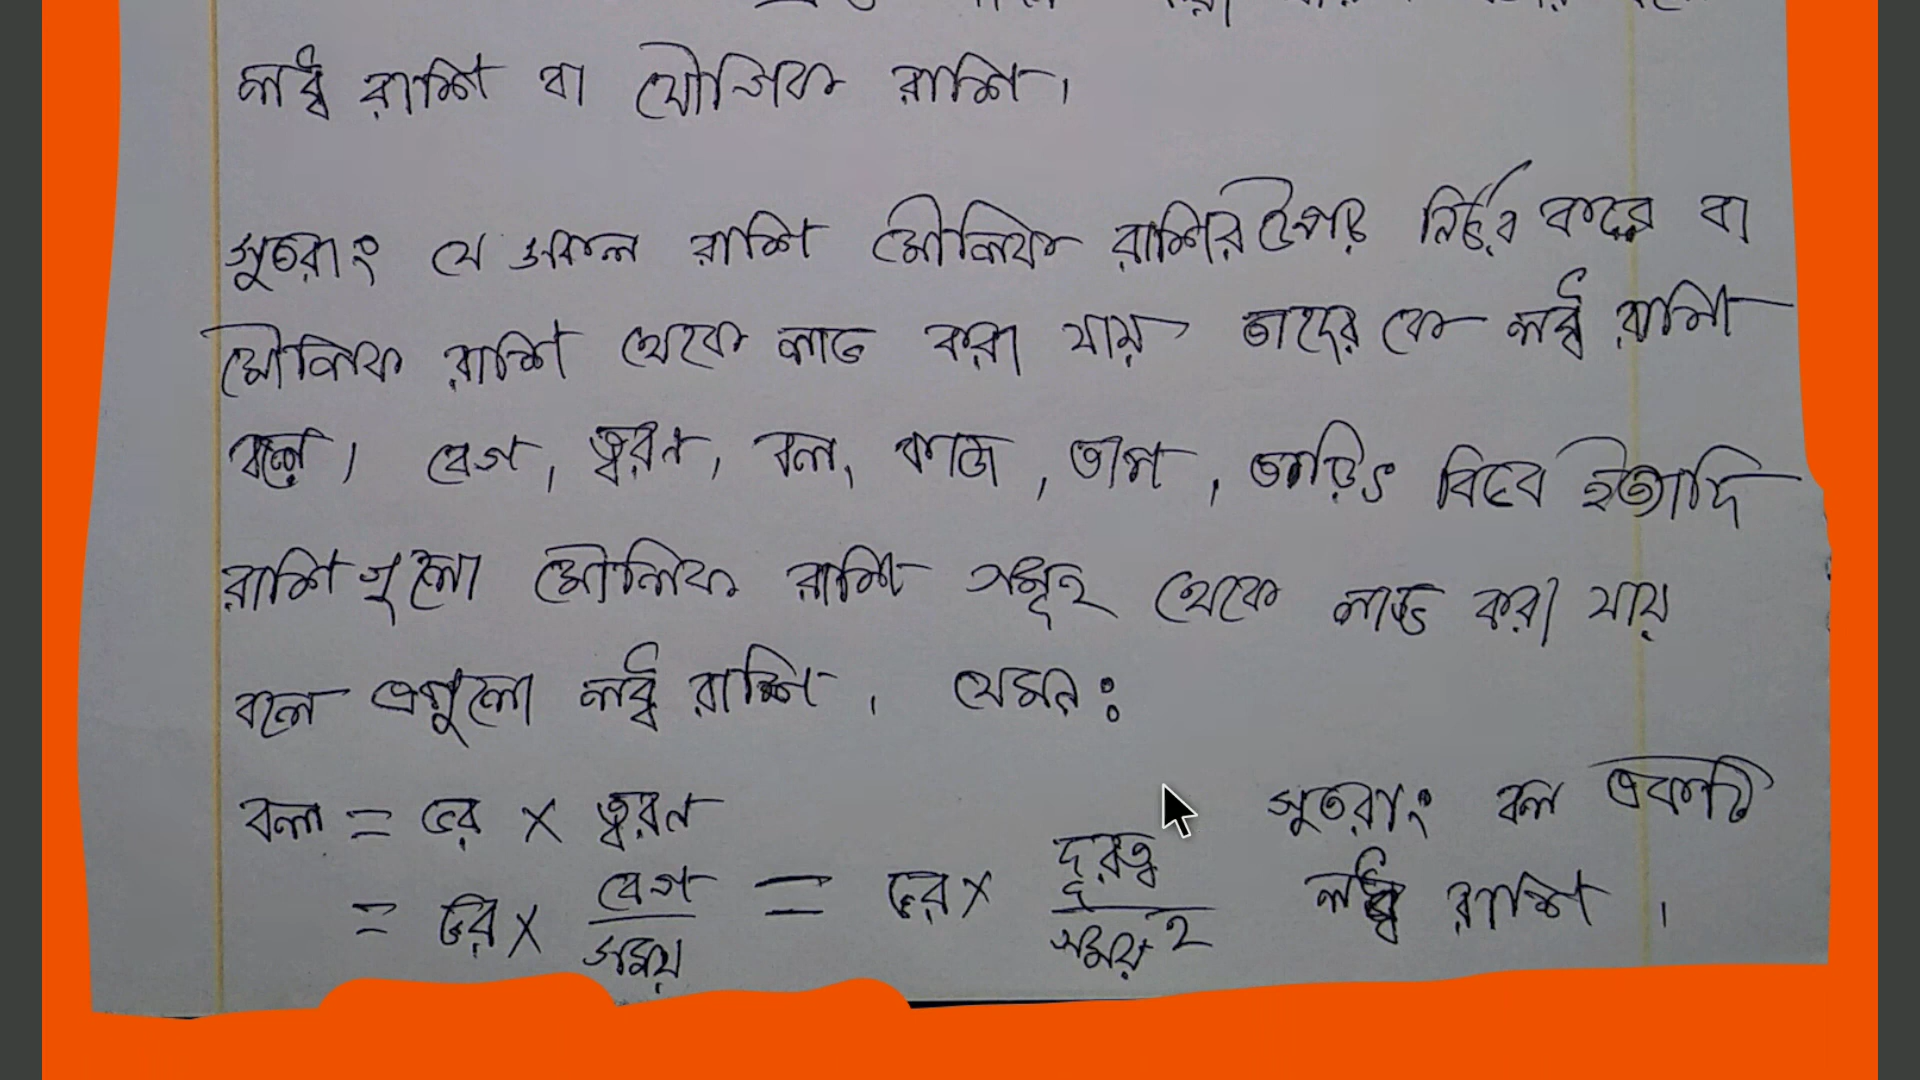 লব্ধ রাশি বা যৌগিক রাশি।
সুতরাং যে সকল রাশি মৌলিক রাশির উপর নির্ভর করে বা
মৌলিক রাশি থেকে লাভ করা যায় তাদের কে লব্ধ রাশি
বলে। বেগ, ত্বরণ, বল, কাজ, তাপ, তড়িৎ বিভব ইত্যাদি
রাশি গুলো মৌলিক রাশি সমূহ থেকে লাভ করা যায়
বলে এগুলো লব্ধ রাশি। যেমন:
বল = ভর × ত্বরণ
= ভর × বেগ/সময় = ভর × দূরত্ব/সময়²
সুতরাং বল একটি
লব্ধ রাশি।